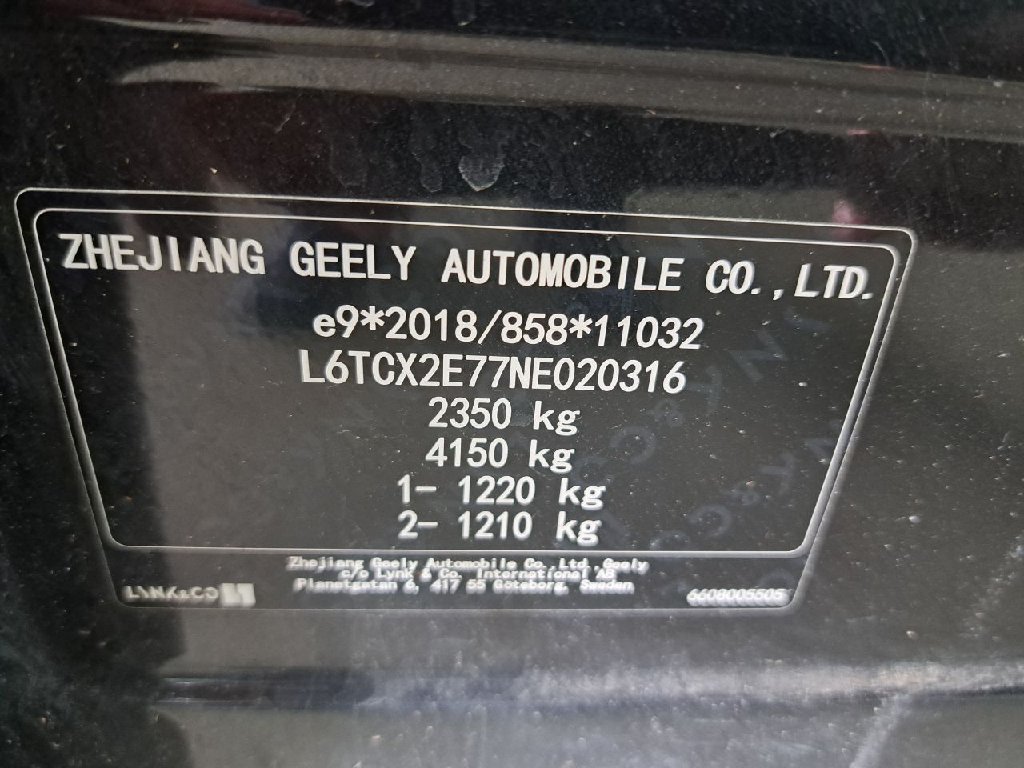 ZHEJIANG GEELY AUTOMOBILE CO.,LTD.
e9*2018/858*11032
L6TCX2E77NE020316
2350 kg
4150 kg
1- 1220 kg
2- 1210 kg
Zhejiang Geely Automobile Co.,Ltd.,Geely
c/o Lynk & Co. International AB
Planetgatan 6, 417 55 Göteborg, Sweden
LYNK&CO
6608005505